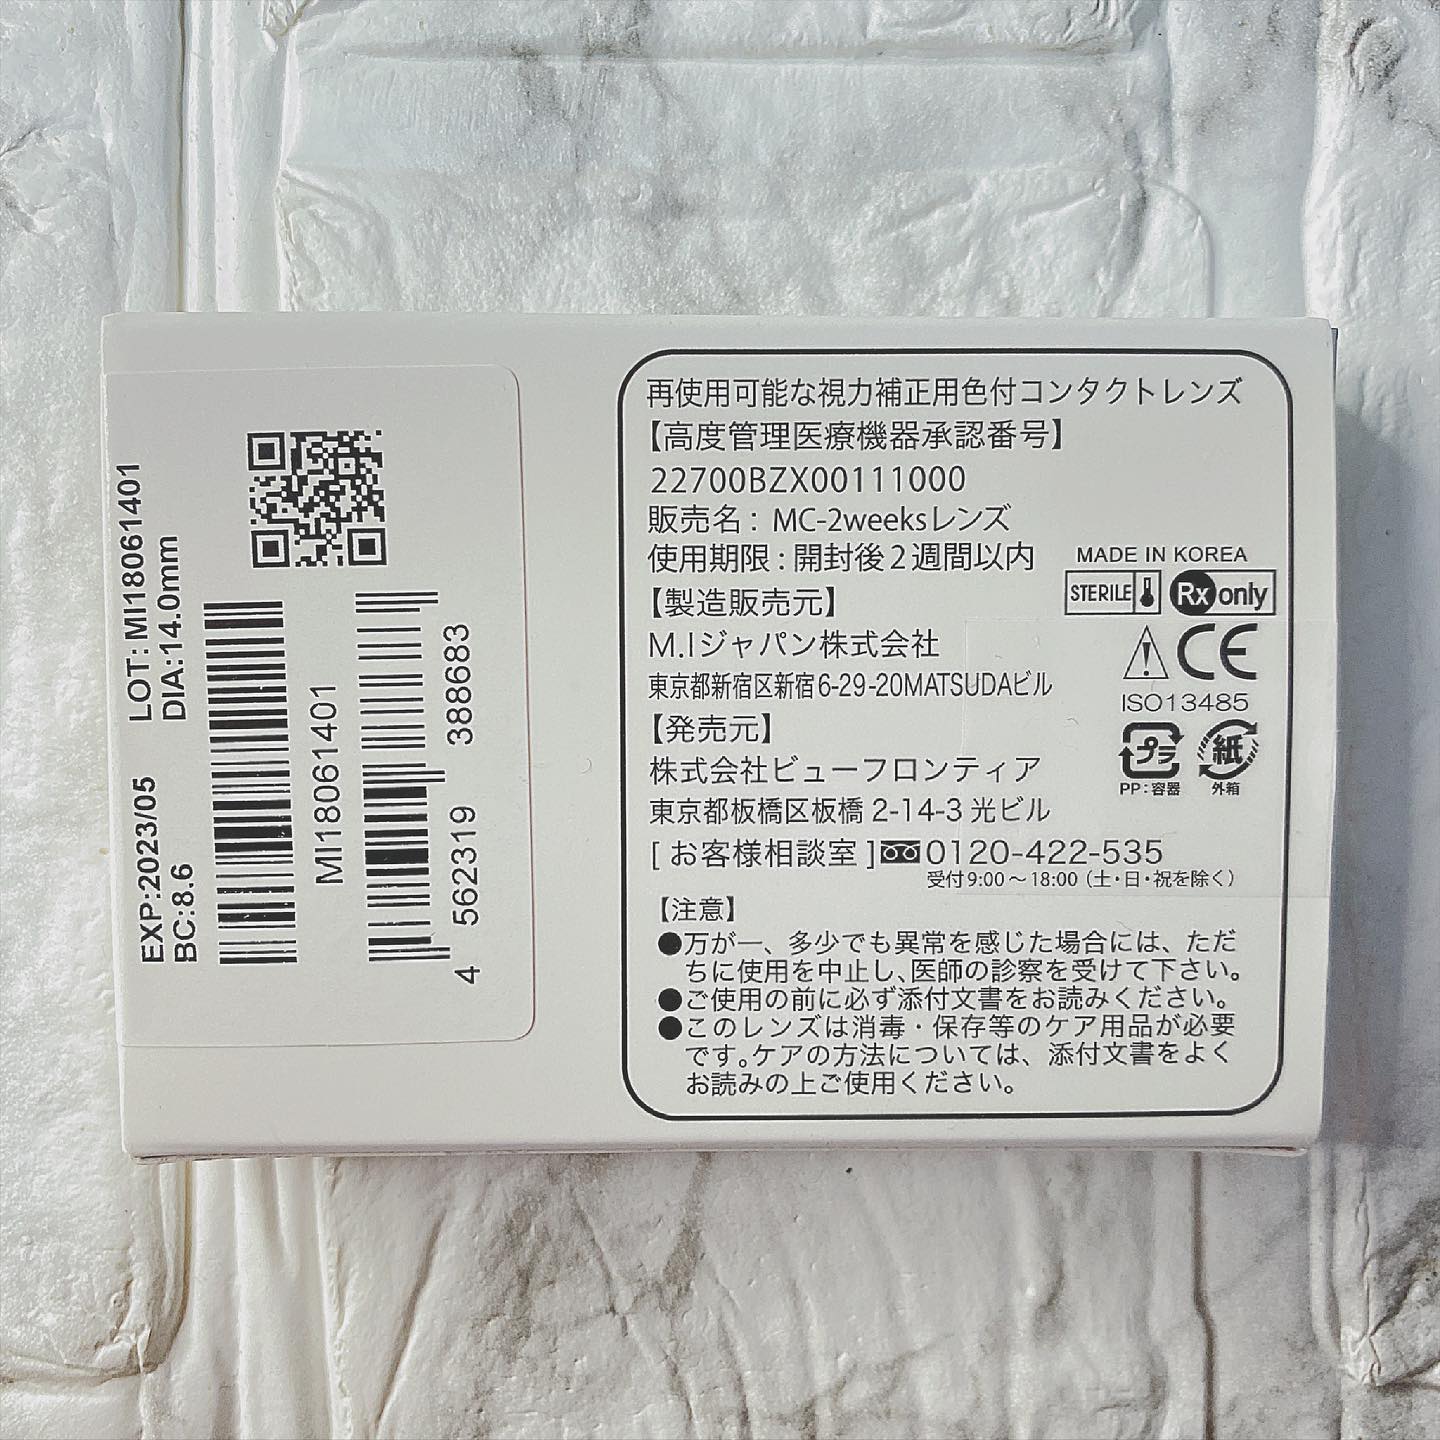 EXP:2023/05 LOT: MI18061401
BC:8.6 DIA:14.0mm
MI18061401
4 562319 388683
再使用可能な視力補正用色付コンタクトレンズ
【高度管理医療機器承認番号】
22700BZX00111000
販売名： MC-2weeksレンズ
使用期限：開封後2週間以内
【製造販売元】
M.Iジャパン株式会社
東京都新宿区新宿6-29-20MATSUDAビル
【発売元】
株式会社ビューフロンティア
東京都板橋区板橋 2-14-3 光ビル
[ お客様相談室 ] 0120-422-535
受付 9:00～18:00（土・日・祝を除く）
MADE IN KOREA
STERILE Rx only
CE
ISO13485
プラ 紙
PP：容器 外箱
【注意】
●万が一、多少でも異常を感じた場合には、ただ
ちに使用を中止し、医師の診察を受けて下さい。
●ご使用の前に必ず添付文書をお読みください。
●このレンズは消毒・保存等のケア用品が必要
です。ケアの方法については、添付文書をよく
お読みの上ご使用ください。